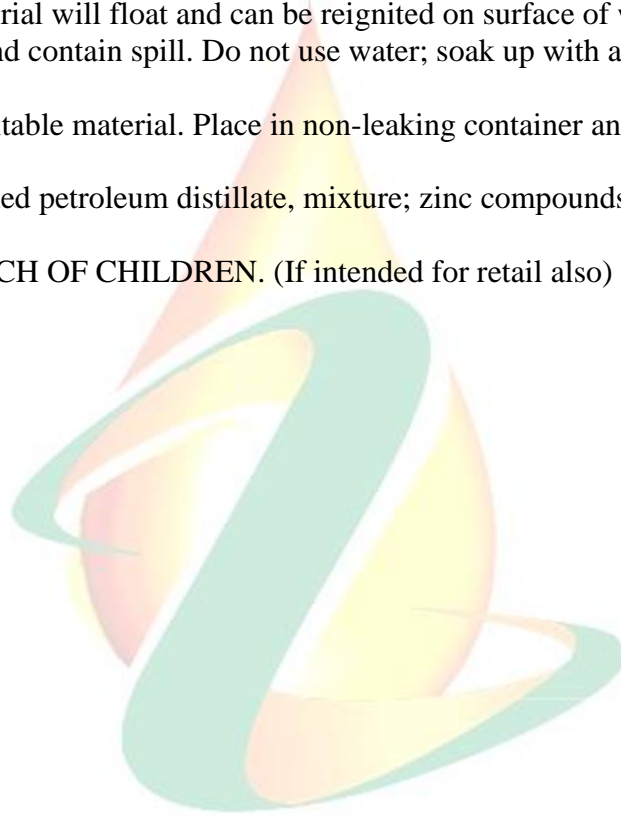 rial will float and can be reignited on surface of
nd contain spill. Do not use water; soak up with a
table material. Place in non-leaking container an
ed petroleum distillate, mixture; zinc compounds
CH OF CHILDREN. (If intended for retail also)